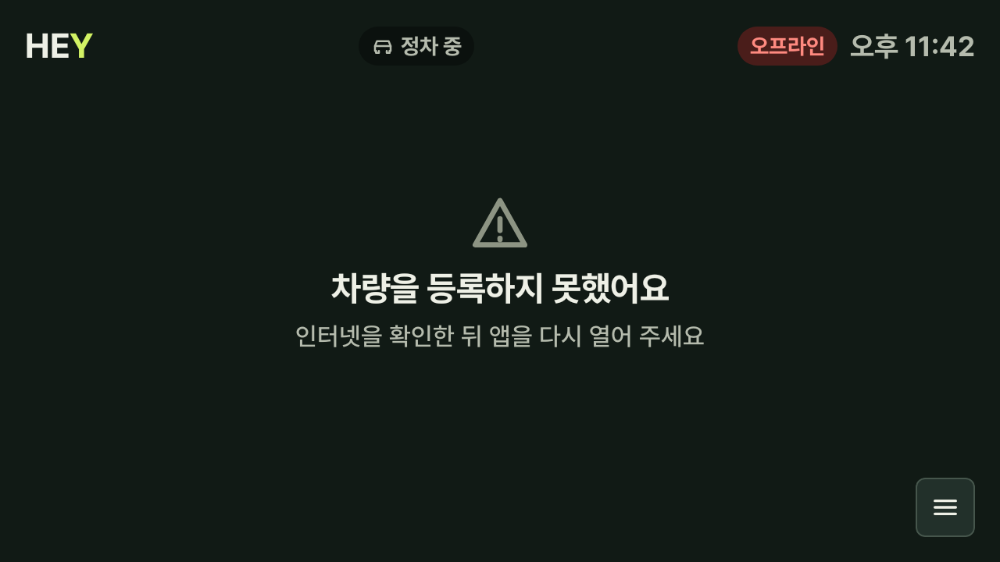 HEY
정차 중
오프라인
오후 11:42
차량을 등록하지 못했어요
인터넷을 확인한 뒤 앱을 다시 열어 주세요